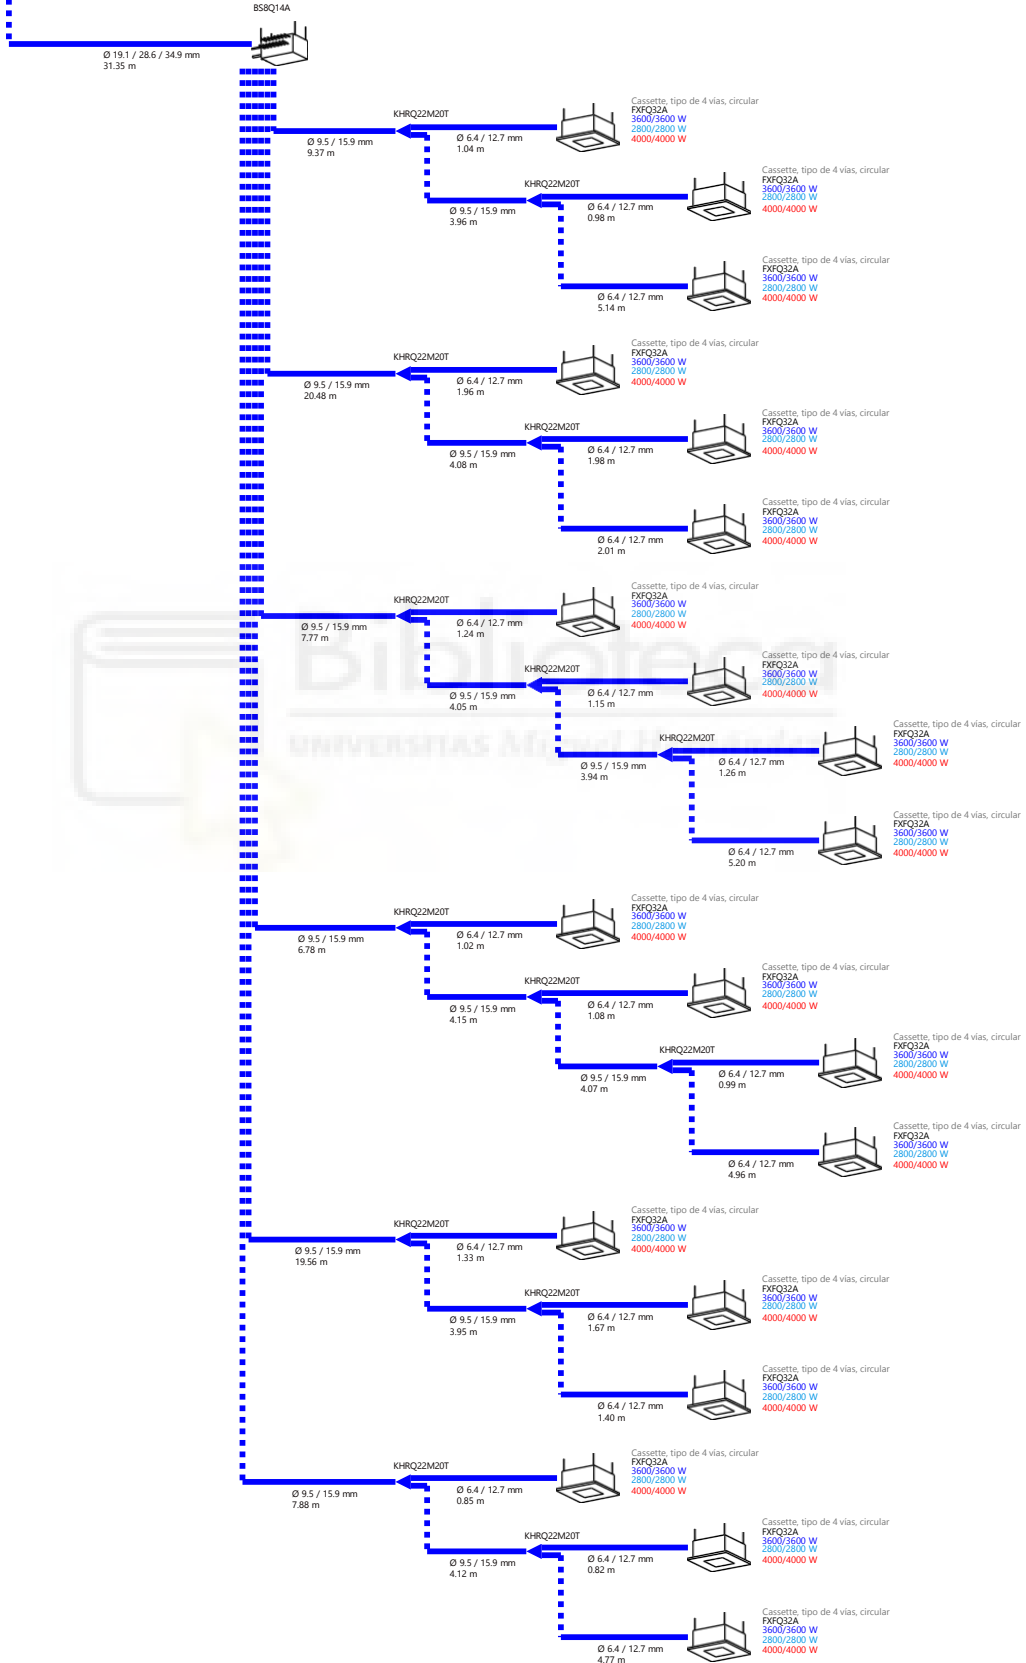 BS8Q14A
Ø 19.1 / 28.6 / 34.9 mm
31.35 m
KHRQ22M20T
Ø 9.5 / 15.9 mm
9.37 m
Ø 6.4 / 12.7 mm
1.04 m
Cassette, tipo de 4 vías, circular
FXFQ32A
3600/3600 W
2800/2800 W
4000/4000 W
KHRQ22M20T
Ø 9.5 / 15.9 mm
3.96 m
Ø 6.4 / 12.7 mm
0.98 m
Cassette, tipo de 4 vías, circular
FXFQ32A
3600/3600 W
2800/2800 W
4000/4000 W
Ø 6.4 / 12.7 mm
5.14 m
Cassette, tipo de 4 vías, circular
FXFQ32A
3600/3600 W
2800/2800 W
4000/4000 W
KHRQ22M20T
Ø 9.5 / 15.9 mm
20.48 m
Ø 6.4 / 12.7 mm
1.96 m
Cassette, tipo de 4 vías, circular
FXFQ32A
3600/3600 W
2800/2800 W
4000/4000 W
KHRQ22M20T
Ø 9.5 / 15.9 mm
4.08 m
Ø 6.4 / 12.7 mm
1.98 m
Cassette, tipo de 4 vías, circular
FXFQ32A
3600/3600 W
2800/2800 W
4000/4000 W
Ø 6.4 / 12.7 mm
2.01 m
Cassette, tipo de 4 vías, circular
FXFQ32A
3600/3600 W
2800/2800 W
4000/4000 W
KHRQ22M20T
Ø 9.5 / 15.9 mm
7.77 m
Ø 6.4 / 12.7 mm
1.24 m
Cassette, tipo de 4 vías, circular
FXFQ32A
3600/3600 W
2800/2800 W
4000/4000 W
Biblioteca
UNIVERSITAS Miguel Hernández
KHRQ22M20T
Ø 9.5 / 15.9 mm
4.05 m
Ø 6.4 / 12.7 mm
1.15 m
Cassette, tipo de 4 vías, circular
FXFQ32A
3600/3600 W
2800/2800 W
4000/4000 W
KHRQ22M20T
Ø 9.5 / 15.9 mm
3.94 m
Ø 6.4 / 12.7 mm
1.26 m
Cassette, tipo de 4 vías, circular
FXFQ32A
3600/3600 W
2800/2800 W
4000/4000 W
Ø 6.4 / 12.7 mm
5.20 m
Cassette, tipo de 4 vías, circular
FXFQ32A
3600/3600 W
2800/2800 W
4000/4000 W
KHRQ22M20T
Ø 9.5 / 15.9 mm
6.78 m
Ø 6.4 / 12.7 mm
1.02 m
Cassette, tipo de 4 vías, circular
FXFQ32A
3600/3600 W
2800/2800 W
4000/4000 W
KHRQ22M20T
Ø 9.5 / 15.9 mm
4.15 m
Ø 6.4 / 12.7 mm
1.08 m
Cassette, tipo de 4 vías, circular
FXFQ32A
3600/3600 W
2800/2800 W
4000/4000 W
KHRQ22M20T
Ø 9.5 / 15.9 mm
4.07 m
Ø 6.4 / 12.7 mm
0.99 m
Cassette, tipo de 4 vías, circular
FXFQ32A
3600/3600 W
2800/2800 W
4000/4000 W
Ø 6.4 / 12.7 mm
4.96 m
Cassette, tipo de 4 vías, circular
FXFQ32A
3600/3600 W
2800/2800 W
4000/4000 W
KHRQ22M20T
Ø 9.5 / 15.9 mm
19.56 m
Ø 6.4 / 12.7 mm
1.33 m
Cassette, tipo de 4 vías, circular
FXFQ32A
3600/3600 W
2800/2800 W
4000/4000 W
KHRQ22M20T
Ø 9.5 / 15.9 mm
3.95 m
Ø 6.4 / 12.7 mm
1.67 m
Cassette, tipo de 4 vías, circular
FXFQ32A
3600/3600 W
2800/2800 W
4000/4000 W
Ø 6.4 / 12.7 mm
1.40 m
Cassette, tipo de 4 vías, circular
FXFQ32A
3600/3600 W
2800/2800 W
4000/4000 W
KHRQ22M20T
Ø 9.5 / 15.9 mm
7.88 m
Ø 6.4 / 12.7 mm
0.85 m
Cassette, tipo de 4 vías, circular
FXFQ32A
3600/3600 W
2800/2800 W
4000/4000 W
KHRQ22M20T
Ø 9.5 / 15.9 mm
4.12 m
Ø 6.4 / 12.7 mm
0.82 m
Cassette, tipo de 4 vías, circular
FXFQ32A
3600/3600 W
2800/2800 W
4000/4000 W
Ø 6.4 / 12.7 mm
4.77 m
Cassette, tipo de 4 vías, circular
FXFQ32A
3600/3600 W
2800/2800 W
4000/4000 W